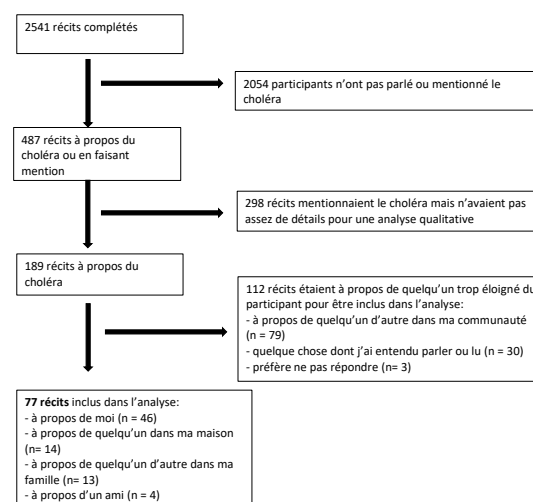 2541 récits complétés
2054 participants n’ont pas parlé ou mentionné le
choléra
487 récits à propos du
choléra ou en faisant
mention
298 récits mentionnaient le choléra mais n’avaient pas
assez de détails pour une analyse qualitative
189 récits à propos du
choléra
112 récits étaient à propos de quelqu’un trop éloigné du
participant pour être inclus dans l’analyse:
- à propos de quelqu’un d’autre dans ma communauté
(n = 79)
- quelque chose dont j’ai entendu parler ou lu (n = 30)
- préfère ne pas répondre (n= 3)
77 récits inclus dans l’analyse:
- à propos de moi (n = 46)
- à propos de quelqu’un dans ma maison
(n= 14)
- à propos de quelqu’un d’autre dans ma
famille (n = 13)
- à propos d’un ami (n = 4)